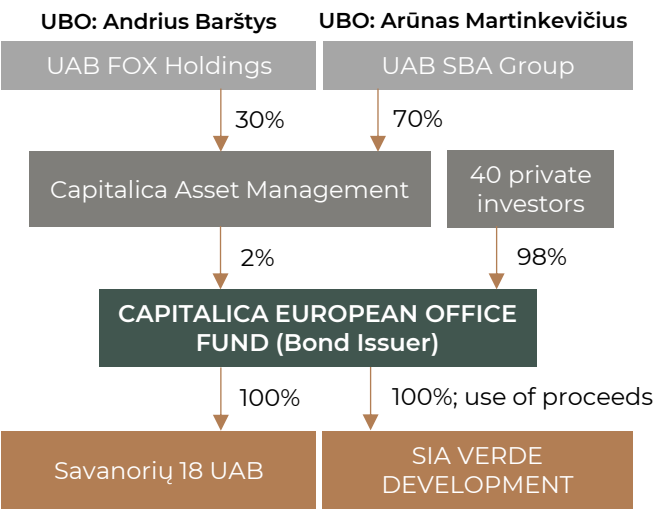 UBO: Andrius Barštys
UBO: Arūnas Martinkevičius
UAB FOX Holdings
UAB SBA Group
30%
70%
Capitalica Asset Management
40 private
investors
2%
98%
CAPITALICA EUROPEAN OFFICE
FUND (Bond Issuer)
100%
100%; use of proceeds
Savanorių 18 UAB
SIA VERDE
DEVELOPMENT